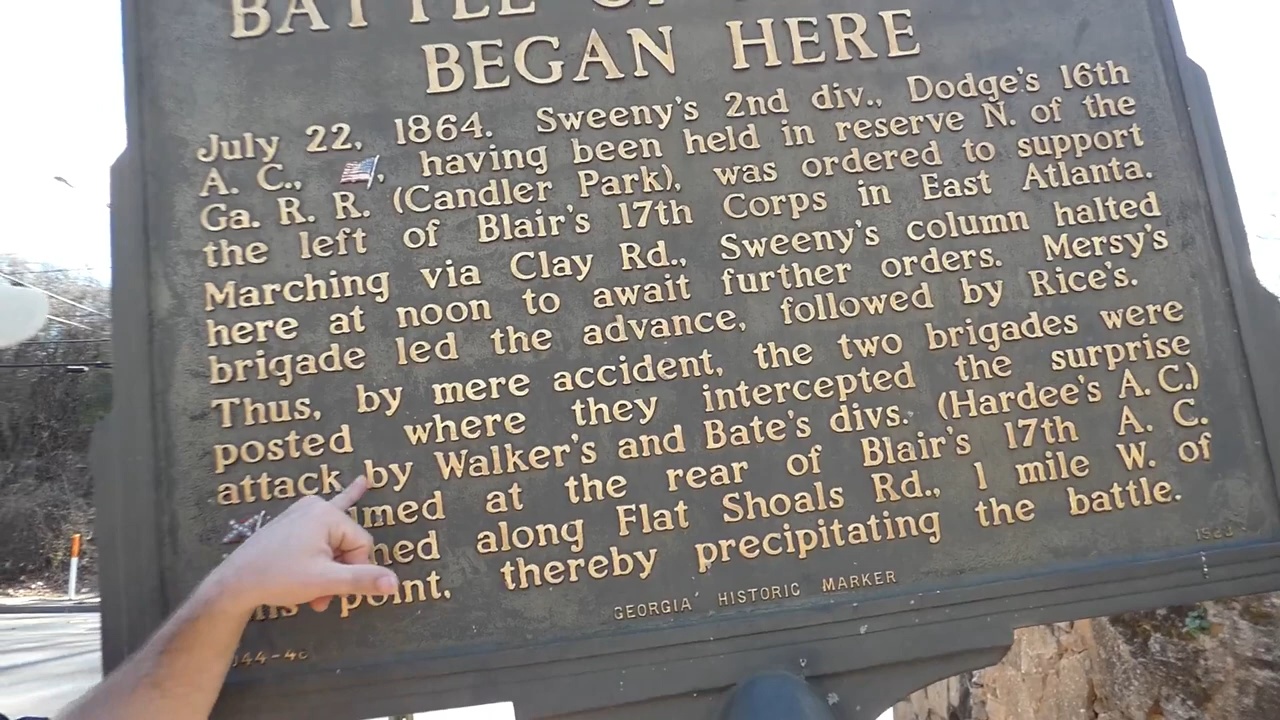 BATTLE OF
BEGAN HERE
July 22, 1864. Sweeny's 2nd div., Dodge's 16th
A. C., , having been held in reserve N. of the
Ga. R. R. (Candler Park), was ordered to support
the left of Blair's 17th Corps in East Atlanta.
Marching via Clay Rd., Sweeny's column halted
here at noon to await further orders. Mersy's
brigade led the advance, followed by Rice's.
Thus, by mere accident, the two brigades were
posted where they intercepted the surprise
attack by Walker's and Bate's divs. (Hardee's A. C.)
at the rear of Blair's 17th A. C.
along Flat Shoals Rd., 1 mile W. of
point, thereby precipitating the battle.
GEORGIA HISTORIC MARKER